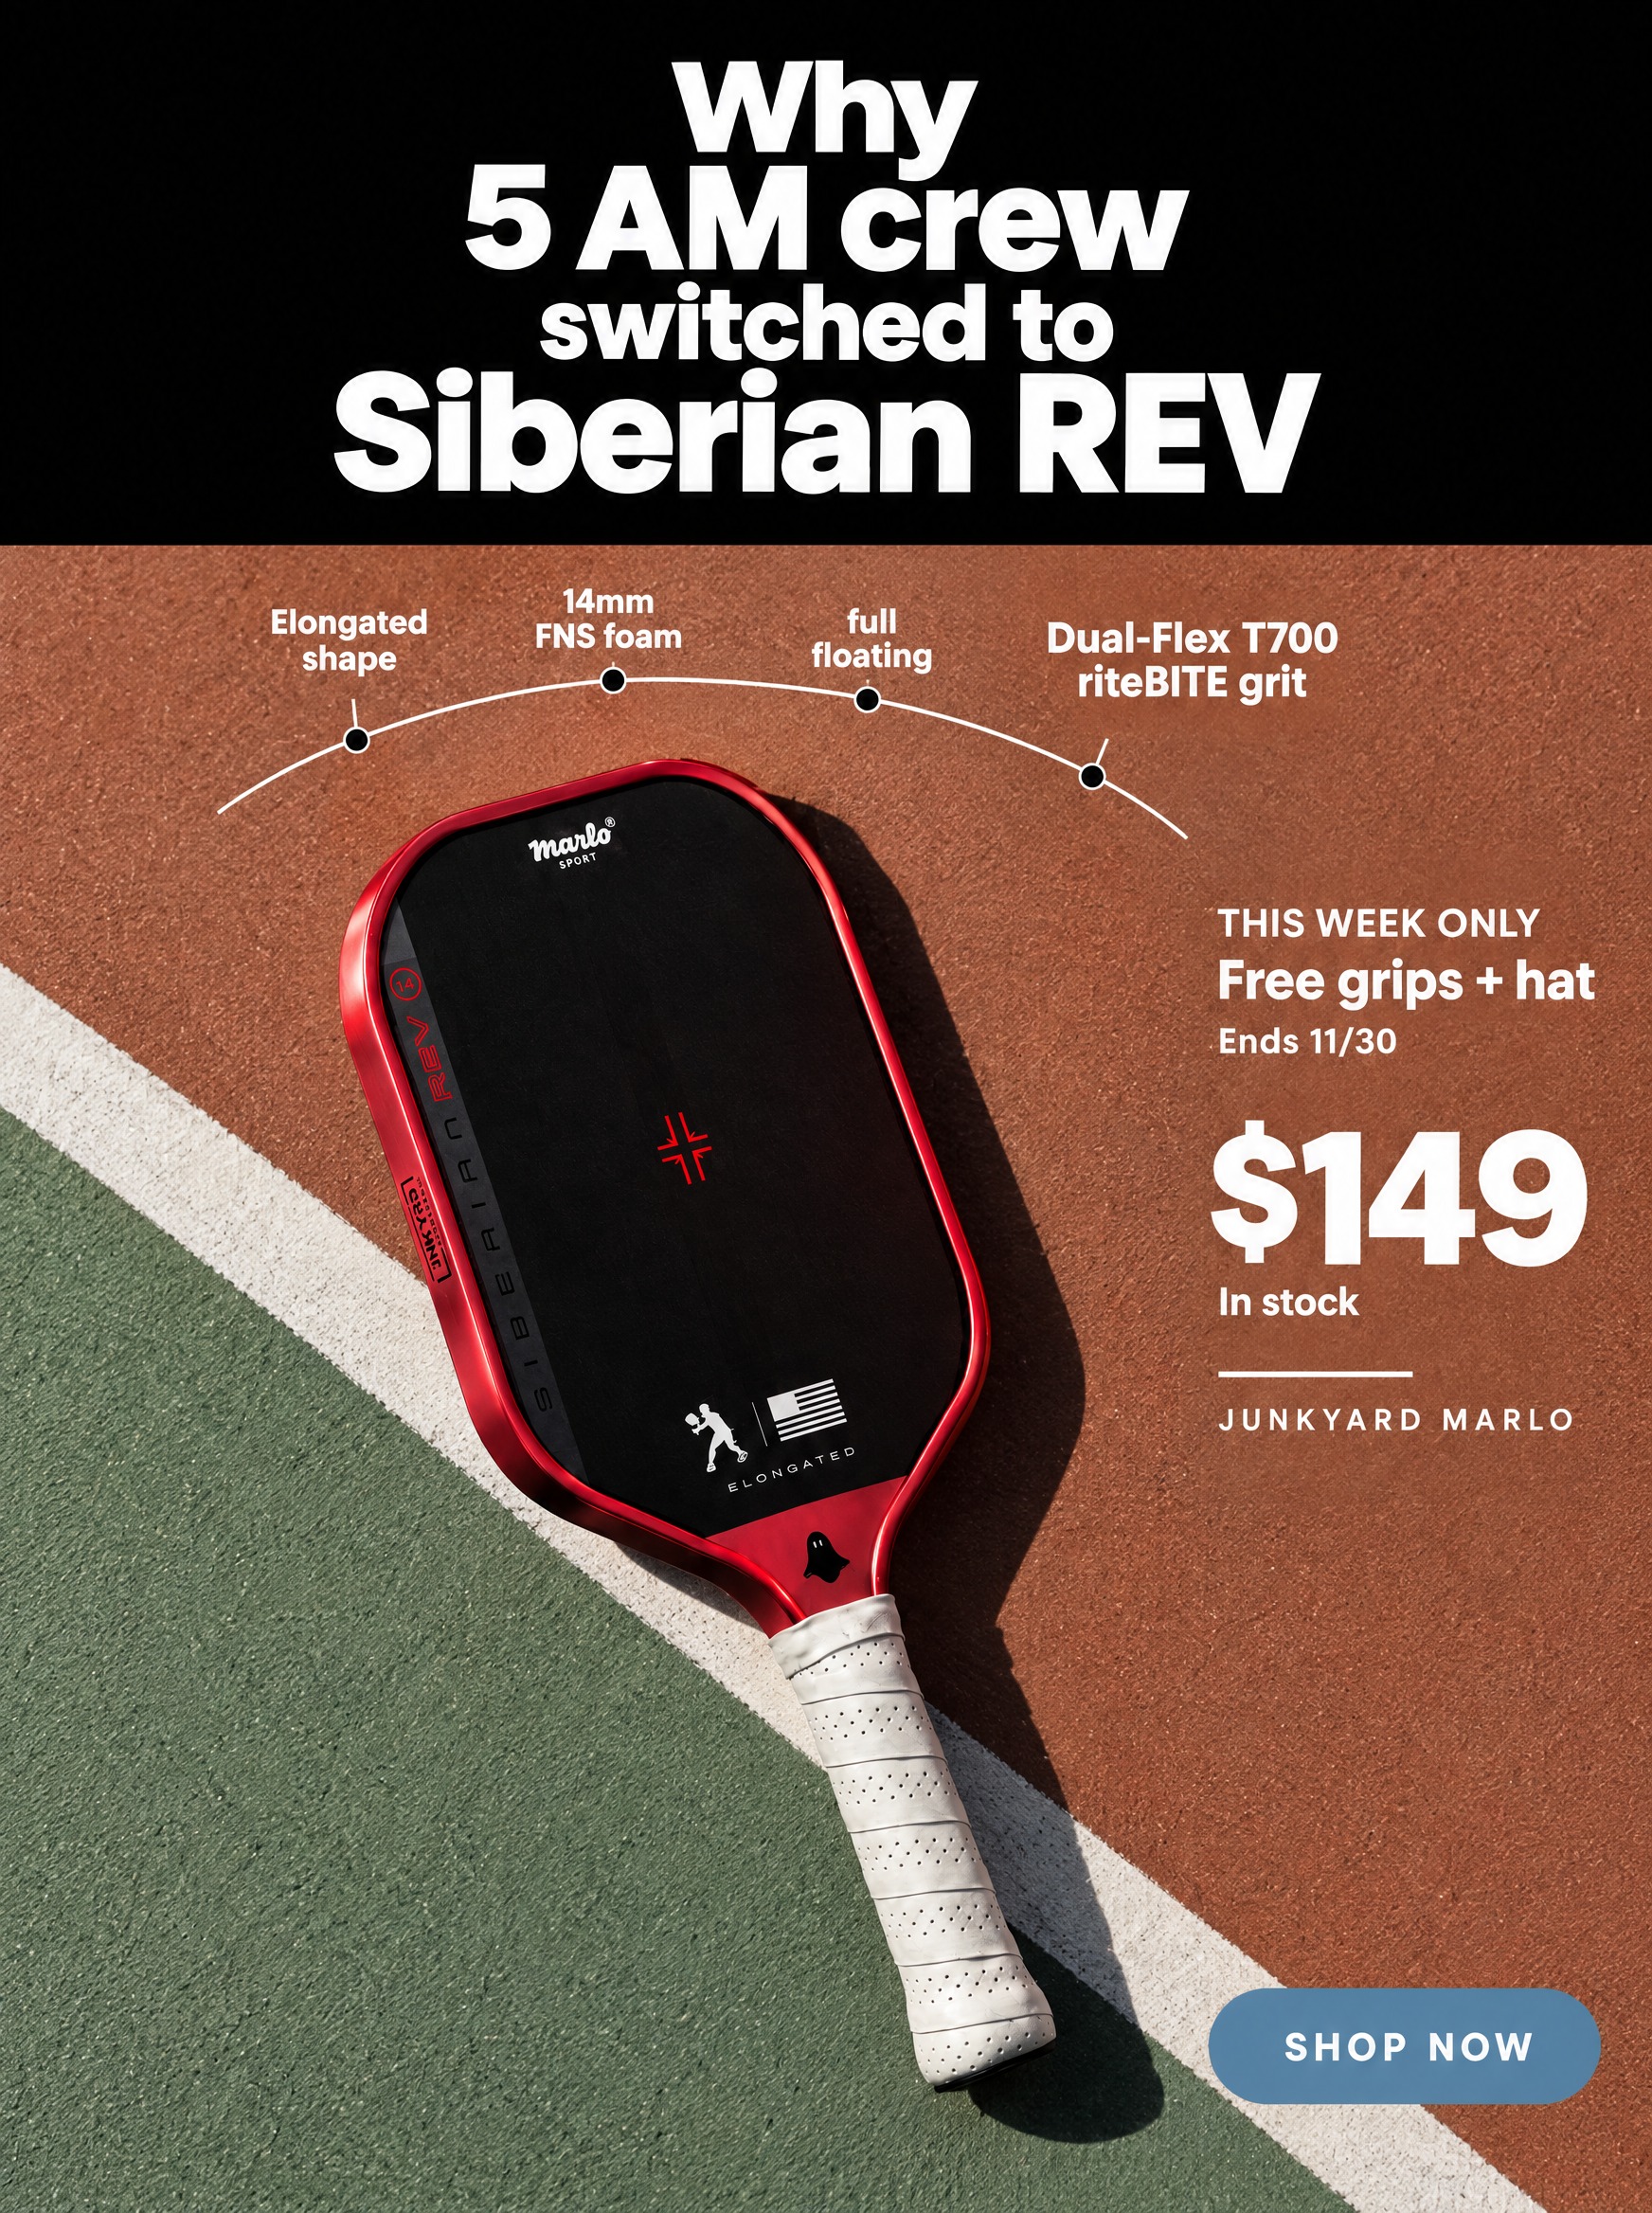 Why
5 AM crew
switched to
Siberian REV
Elongated
shape
14mm
FNS foam
full
floating
Dual-Flex T700
riteBITE grit
marlo®
SPORT
SIBERIAN REV 14
JNKYRD
ELONGATED
THIS WEEK ONLY
Free grips + hat
Ends 11/30
$149
In stock
JUNKYARD MARLO
SHOP NOW